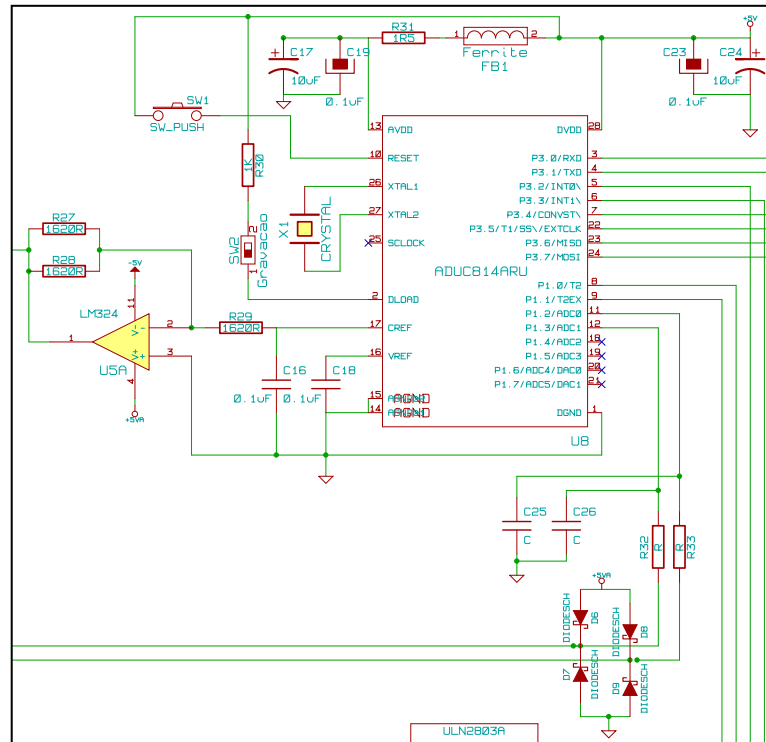 +5V
R31
1R5
1
2
Ferrite
FB1
C17
10uF
C19
0.1uF
C23
0.1uF
C24
10uF
SW1
SW_PUSH
13
AVDD
DVDD
28
10
RESET
P3.0/RXD
3
P3.1/TXD
4
26
XTAL1
P3.2/INT0\
5
P3.3/INT1\
6
27
XTAL2
P3.4/CONVST\
7
P3.5/T1/SS\/EXTCLK
22
25
SCLOCK
P3.6/MISO
23
P3.7/MOSI
24
ADUC814ARU
P1.0/T2
8
2
DLOAD
P1.1/T2EX
9
P1.2/ADC0
11
17
CREF
P1.3/ADC1
12
P1.4/ADC2
18
16
VREF
P1.5/ADC3
19
P1.6/ADC4/DAC0
20
P1.7/ADC5/DAC1
21
15
14
DGND
1
U8
1K
R30
X1
CRYSTAL
SW2
Gravacao
2
1
R27
1620R
R28
1620R
-5V
LM324
11
V-
V+
1
2
3
4
U5A
+5VA
R29
1620R
C16
0.1uF
C18
0.1uF
C25
C
C26
C
R32
R
R
R33
+5VA
DIODESCH
D6
DIODESCH
D8
D7
DIODESCH
D9
DIODESCH
ULN2803A